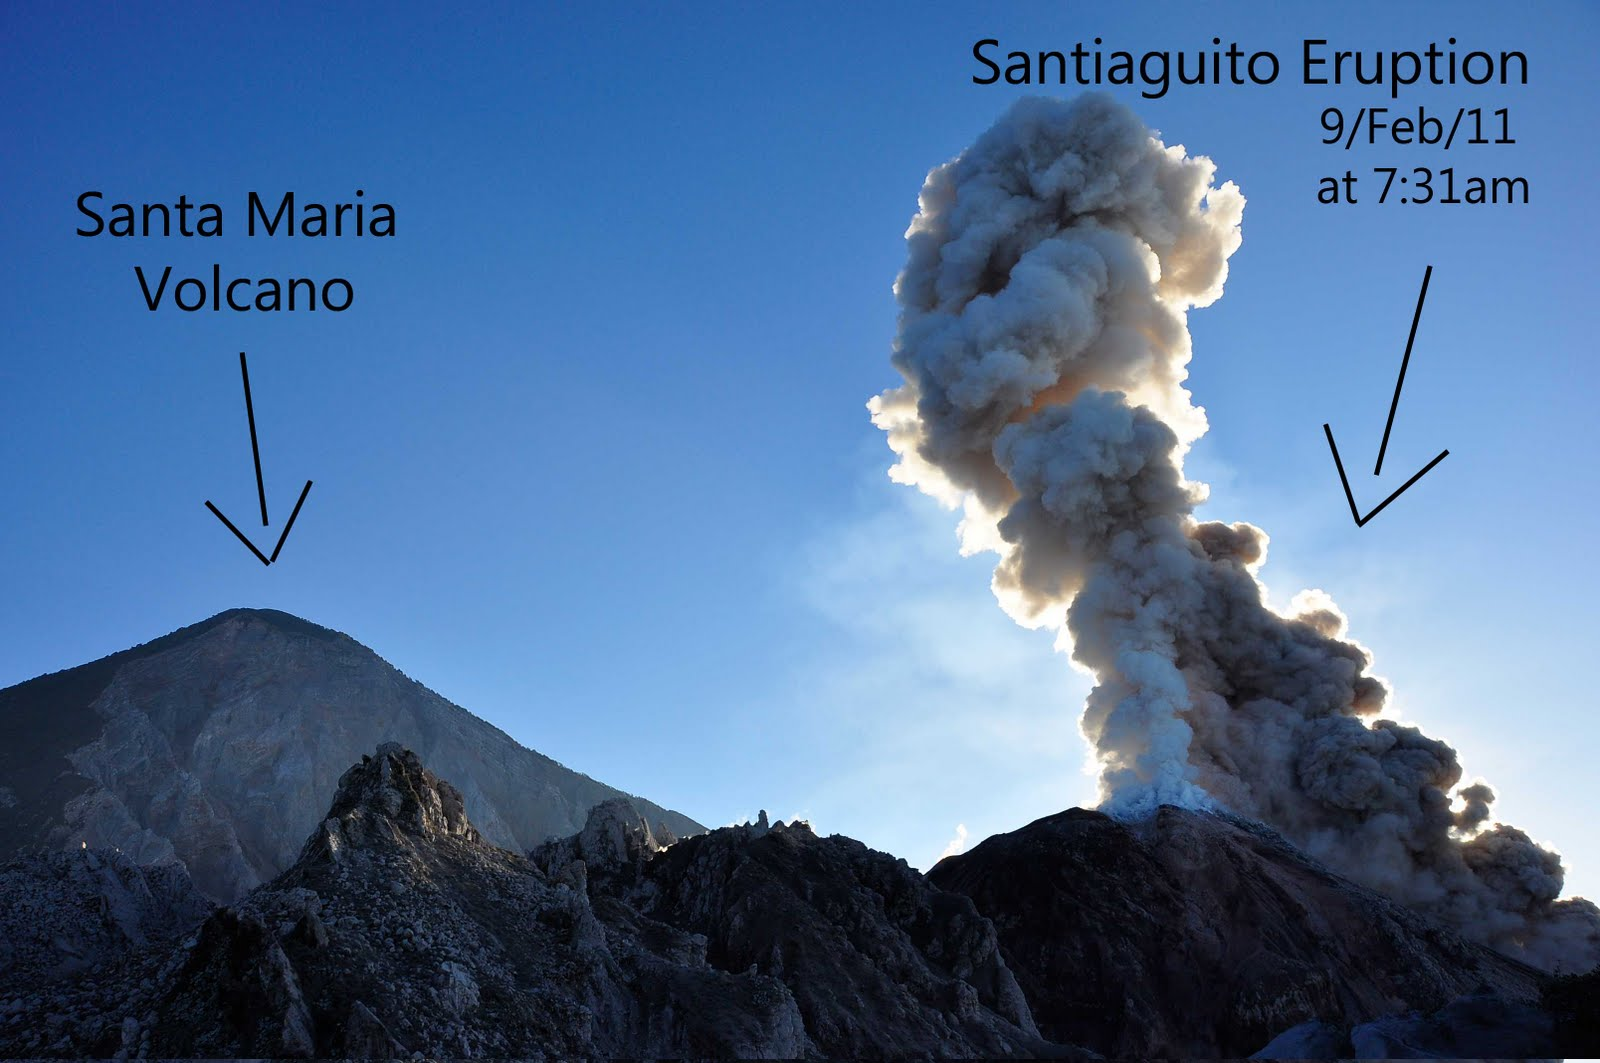 Santa Maria
Volcano
Santiaguito Eruption
9/Feb/11
at 7:31am